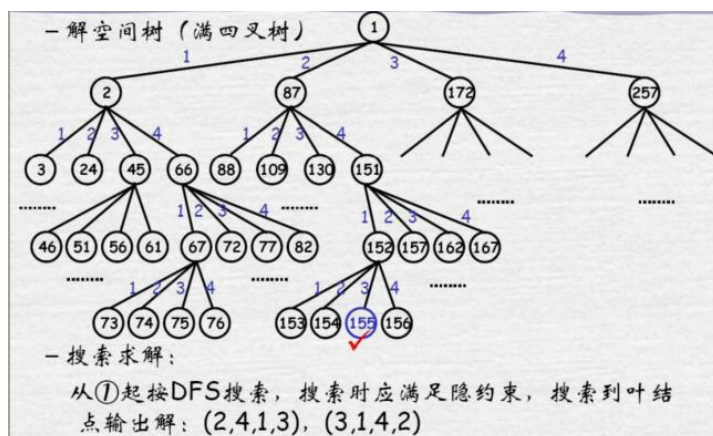 －解空间树（满四叉树）
1
1 2 3 4
2 87 172 257
1 2 3 4 1 2 3 4
3 24 45 66 88 109 130 151
........ 1 2 3 4 ........ 1 2 3 4 ........ ........
46 51 56 61 67 72 77 82 152 157 162 167
........ 1 2 3 4 ........ 1 2 3 4 ........
73 74 75 76 153 154 155 156
－搜索求解：
从①起按DFS搜索，搜索时应满足隐约束，搜索到叶结
点输出解：(2,4,1,3)，(3,1,4,2)